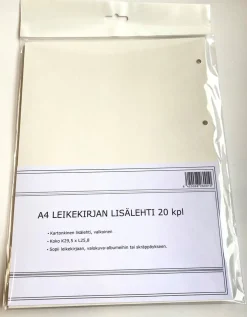 A4 LEIKEKIRJAN LISÄLEHTI 20 kpl
• Kartonkinen lisälehti, valkoinen
• Koko K29,5 x L25,8
• Sopii leikekirjaan, valokuva-albumeihin tai skräppäykseen.